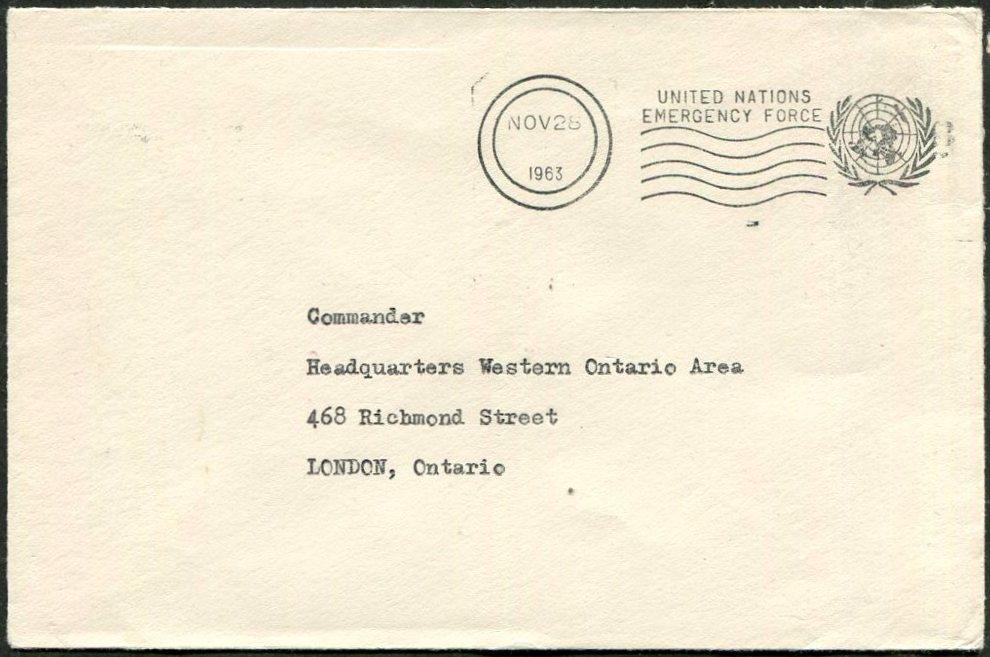 NOV 28
1963
UNITED NATIONS
EMERGENCY FORCE
Commander
Headquarters Western Ontario Area
468 Richmond Street
LONDON, Ontario